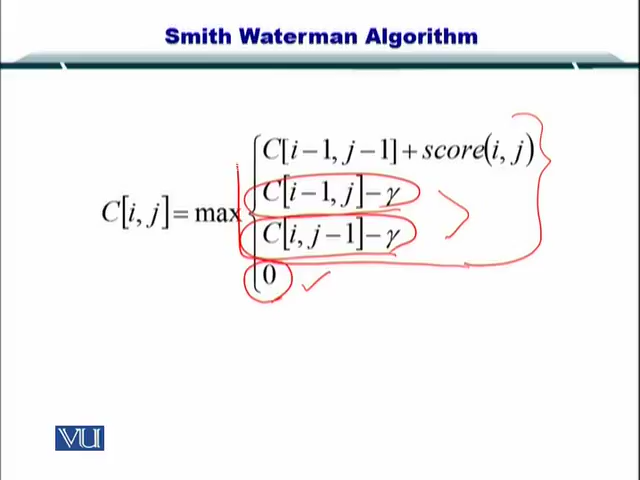 Smith Waterman Algorithm
C[i − 1, j − 1] + score(i, j)
C[i − 1, j] − γ
C[i, j] = max
C[i, j − 1] − γ
0
VU